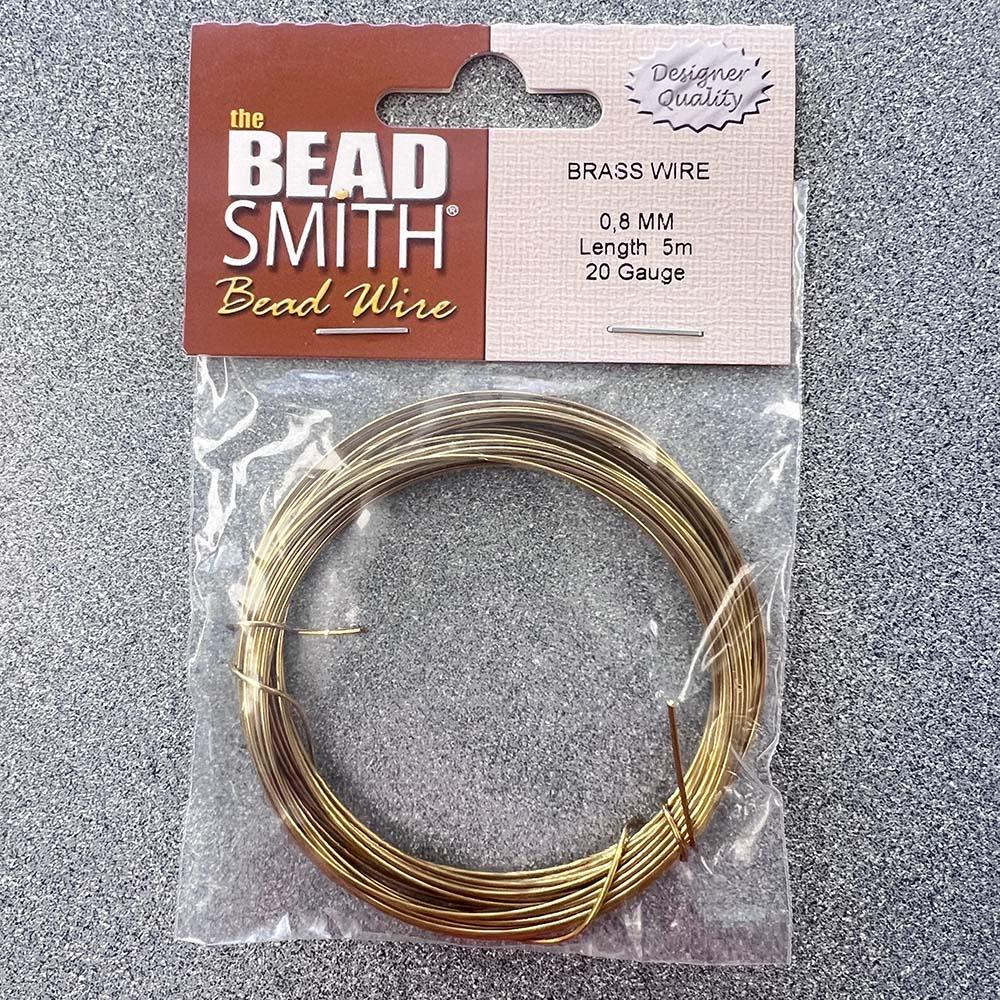 the
BEAD
SMITH®
Bead Wire
Designer
Quality
BRASS WIRE
0,8 MM
Length 5m
20 Gauge